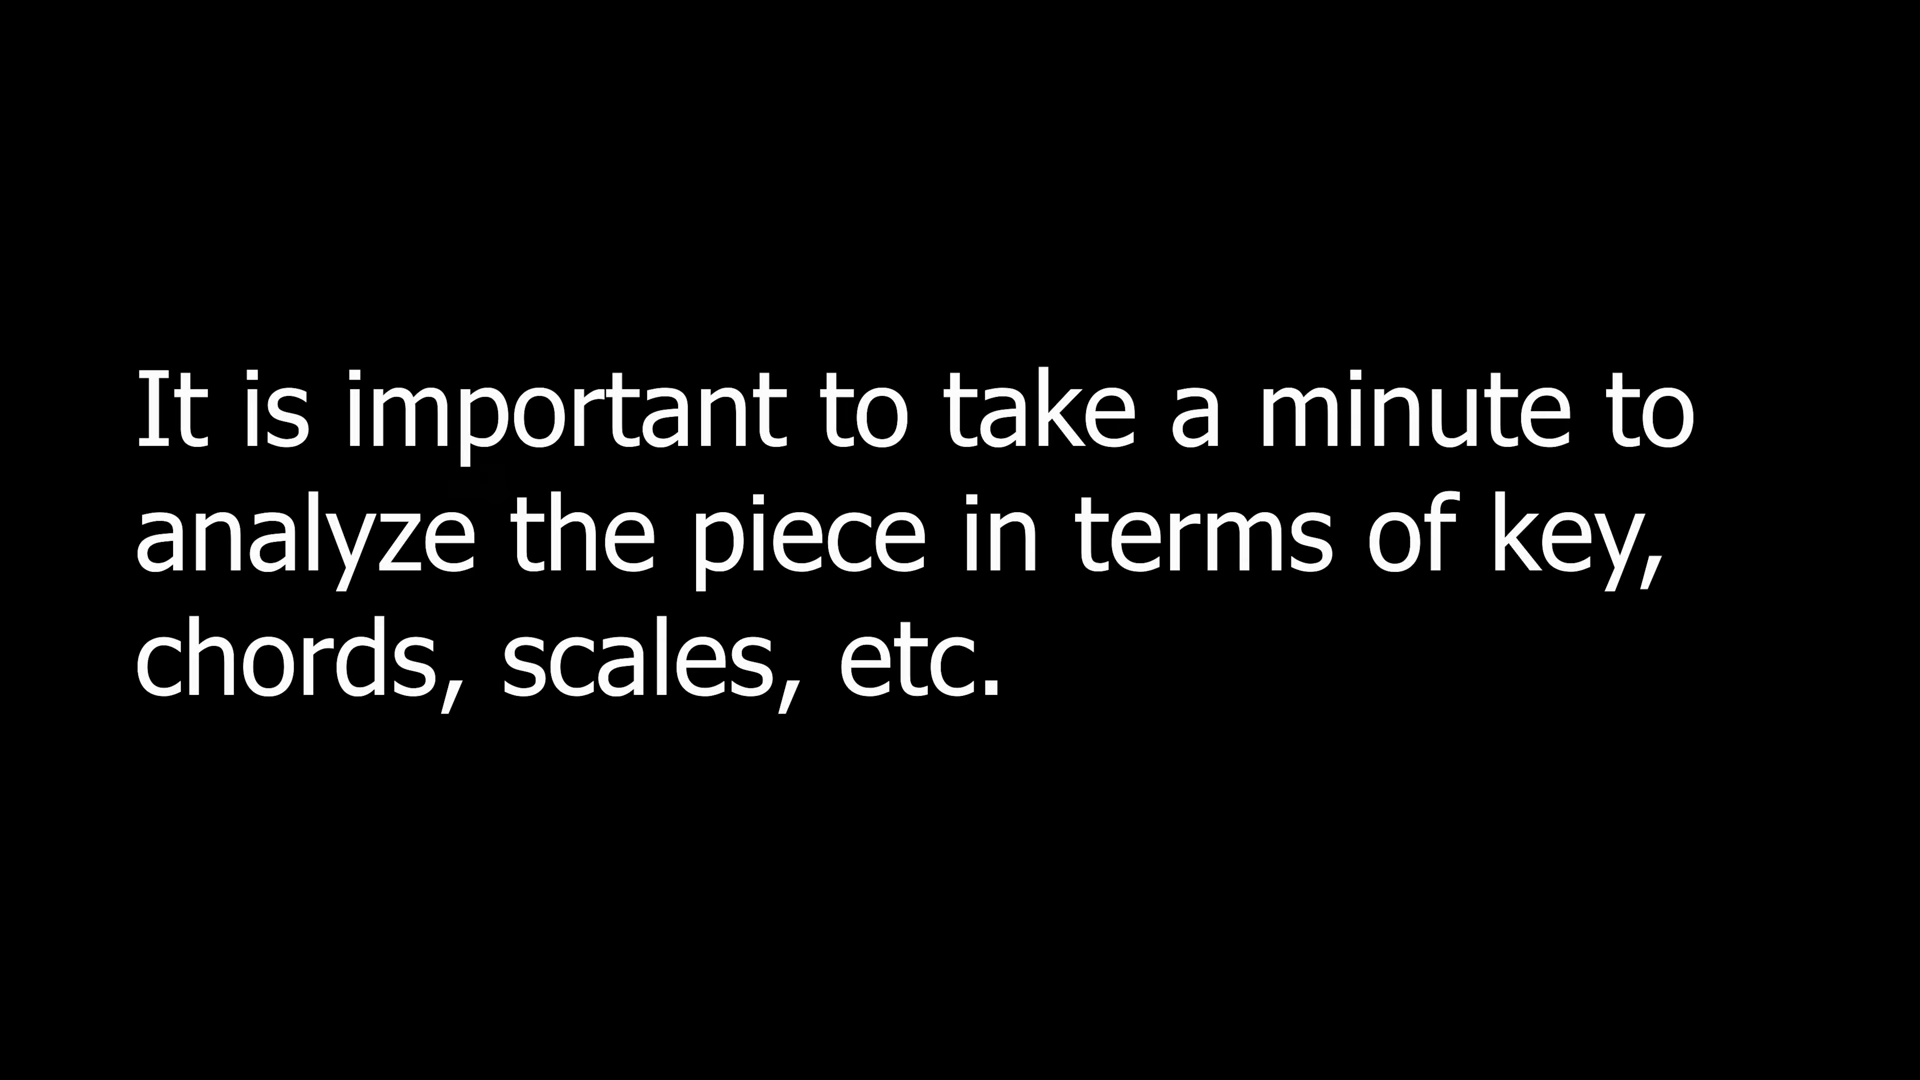 It is important to take a minute to
analyze the piece in terms of key,
chords, scales, etc.